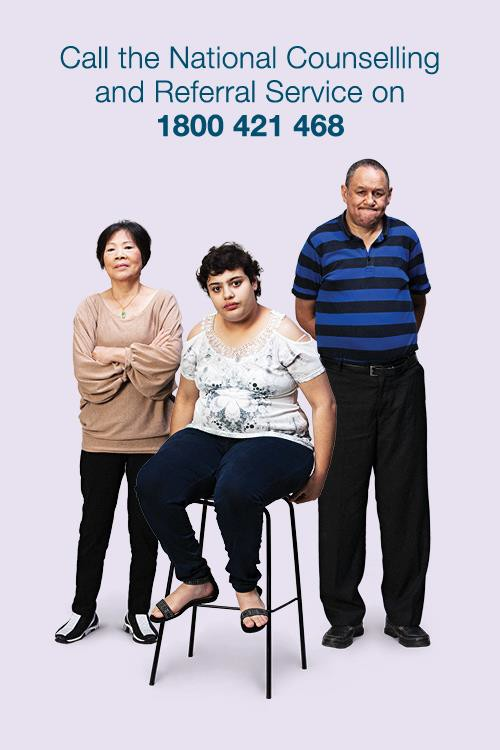 Call the National Counselling
and Referral Service on
1800 421 468